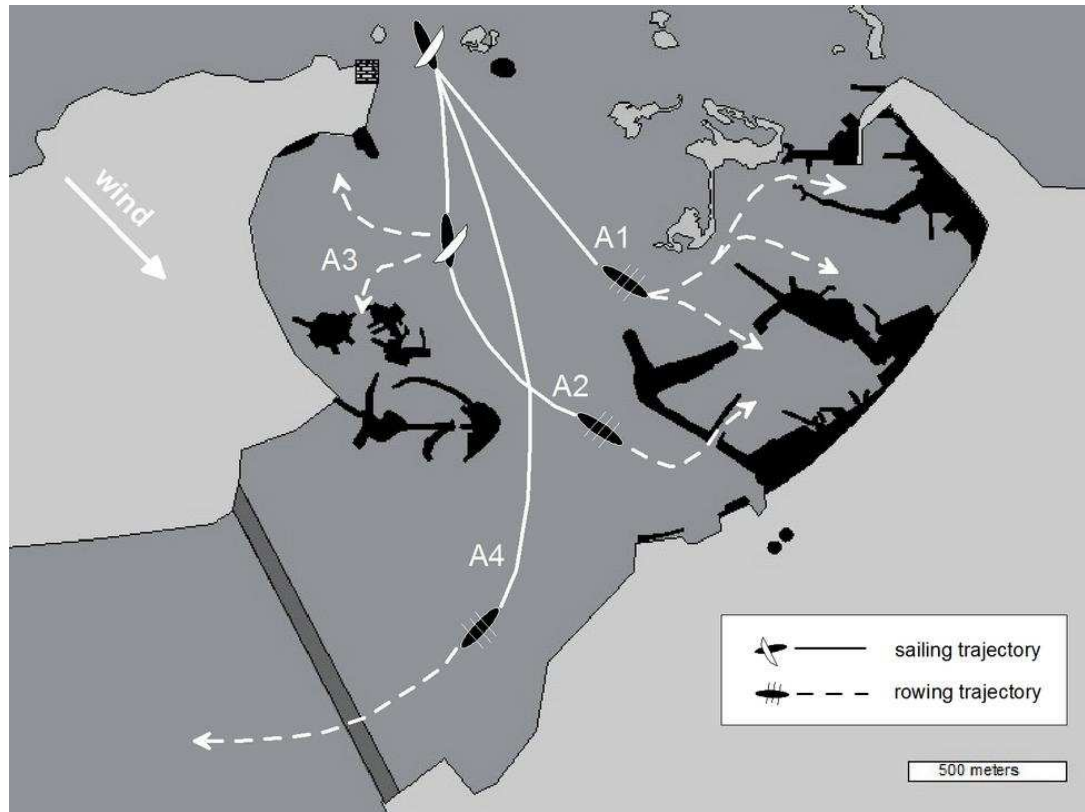 wind
A1
A3
A2
A4
sailing trajectory
rowing trajectory
500 meters